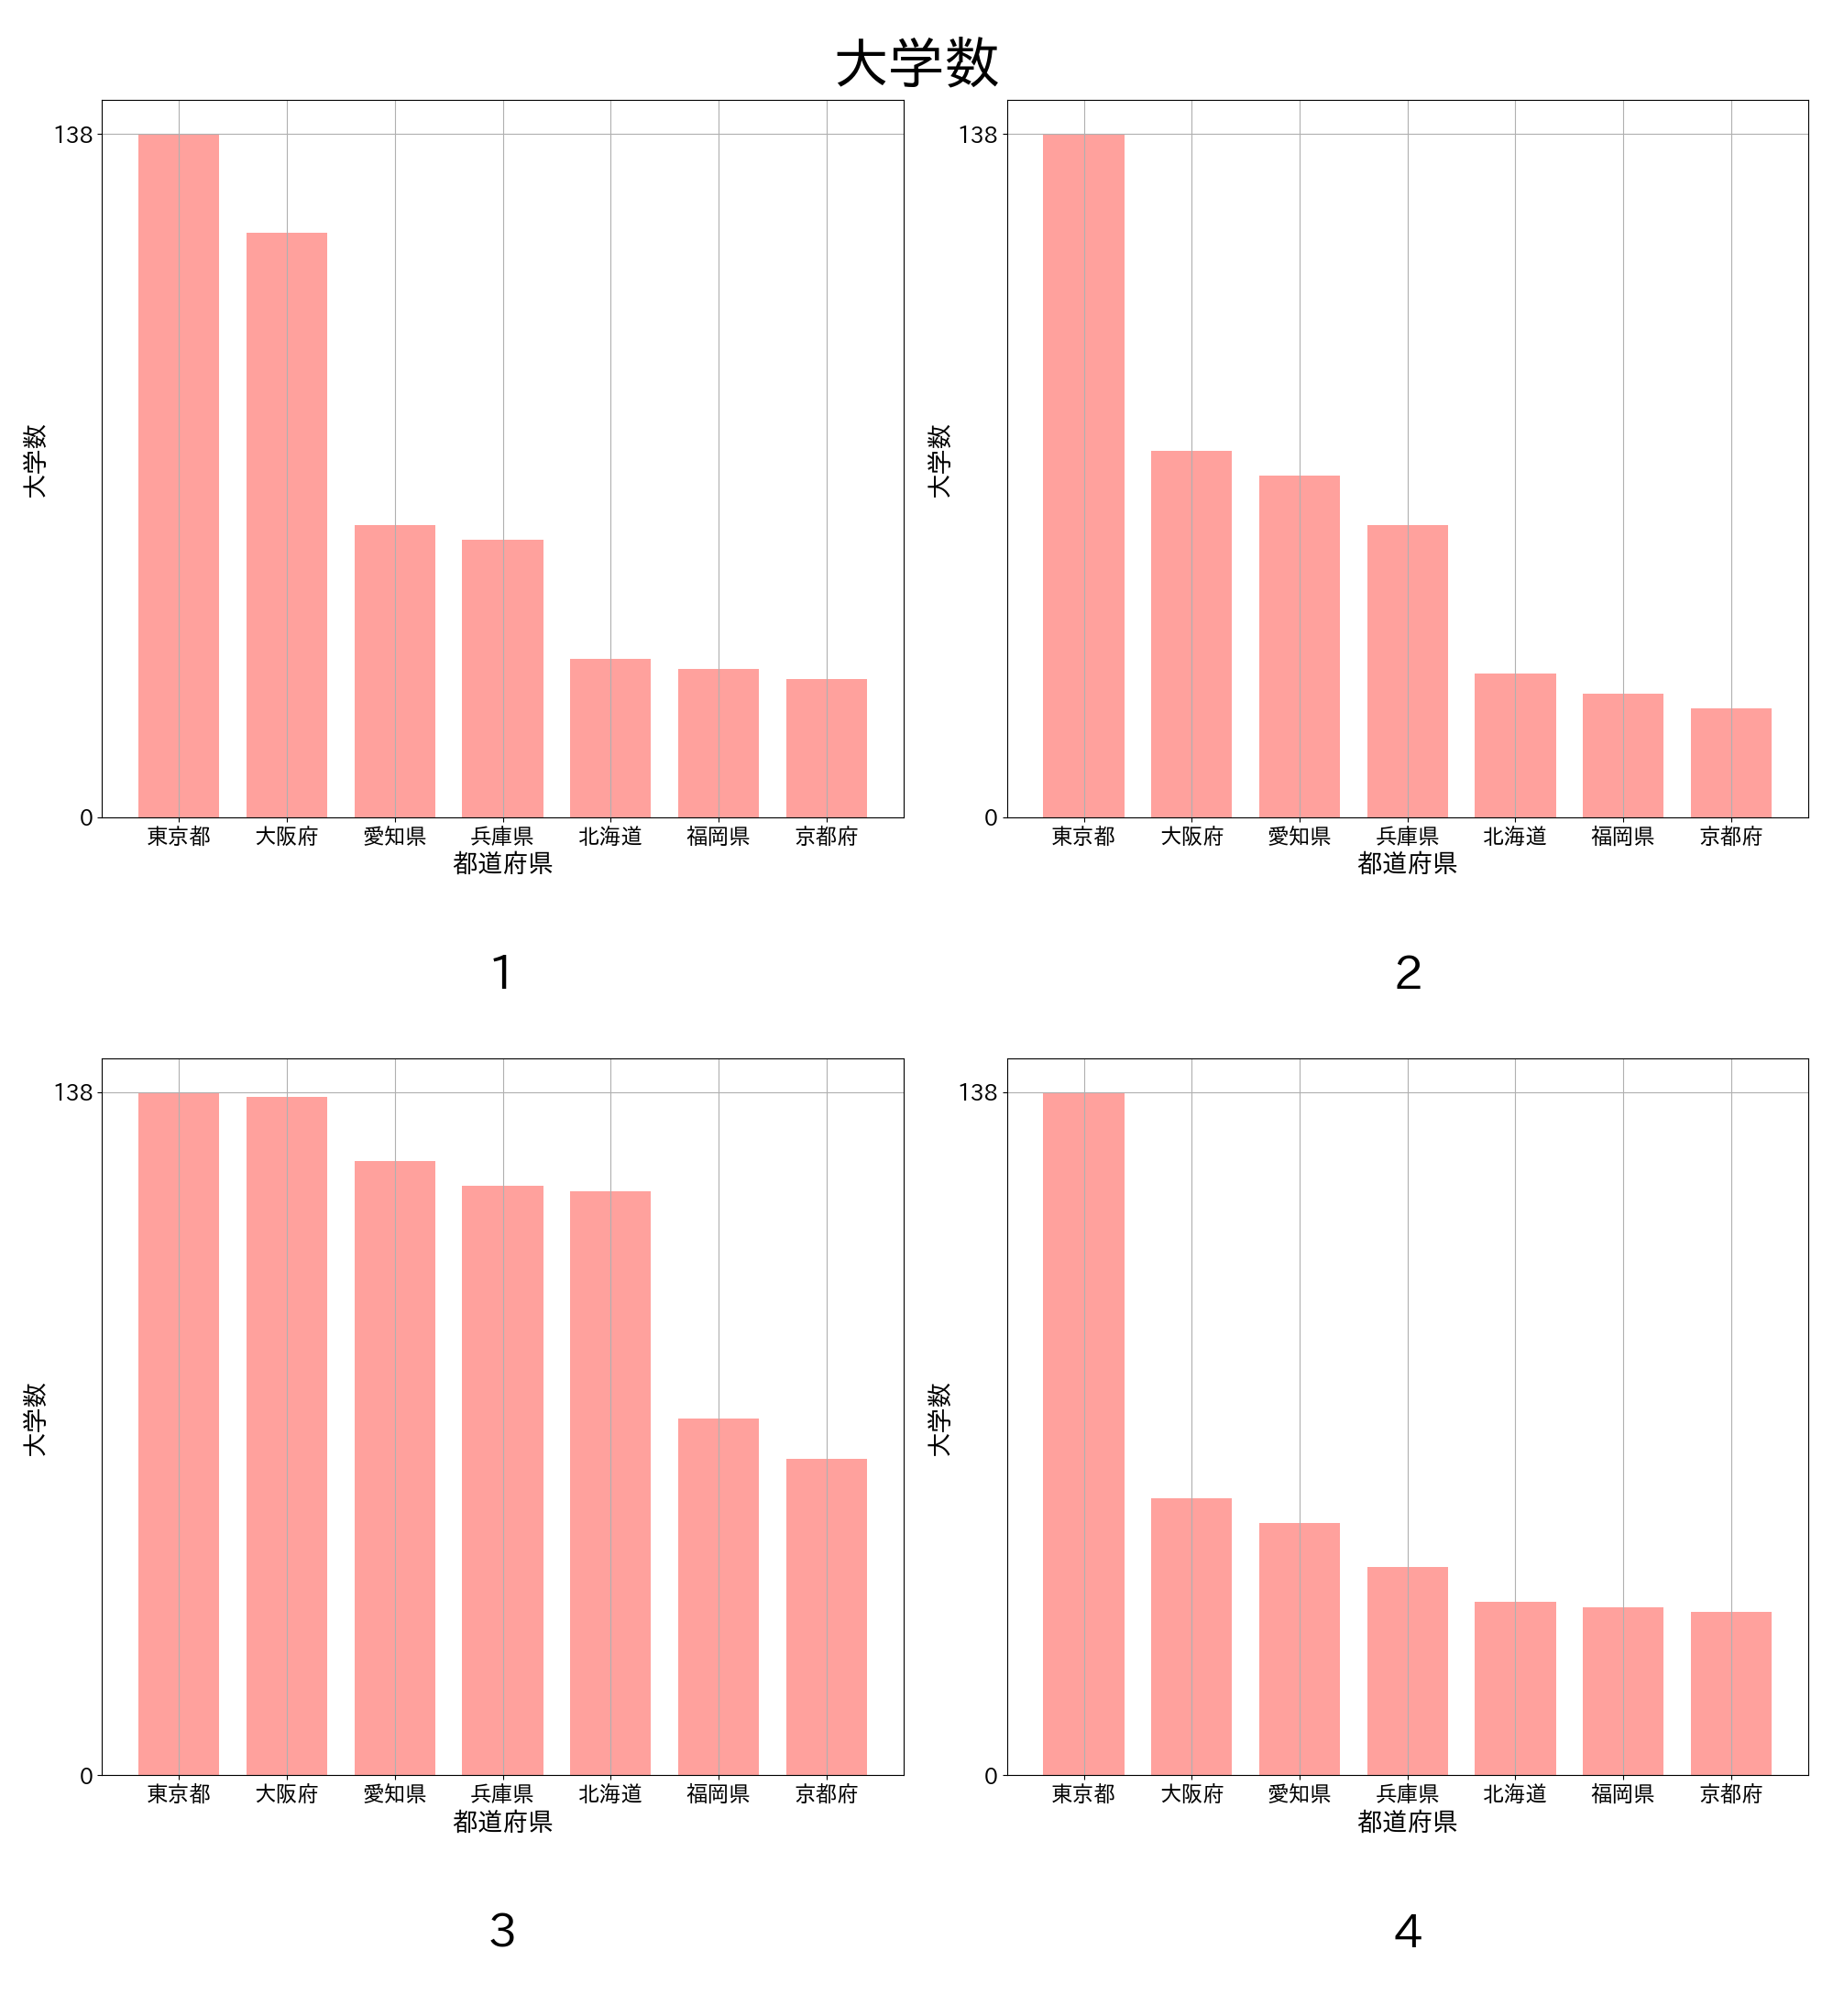 大学数
138
0
大学数
東京都 大阪府 愛知県 兵庫県 北海道 福岡県 京都府
都道府県
1
138
0
大学数
東京都 大阪府 愛知県 兵庫県 北海道 福岡県 京都府
都道府県
2
138
0
大学数
東京都 大阪府 愛知県 兵庫県 北海道 福岡県 京都府
都道府県
3
138
0
大学数
東京都 大阪府 愛知県 兵庫県 北海道 福岡県 京都府
都道府県
4